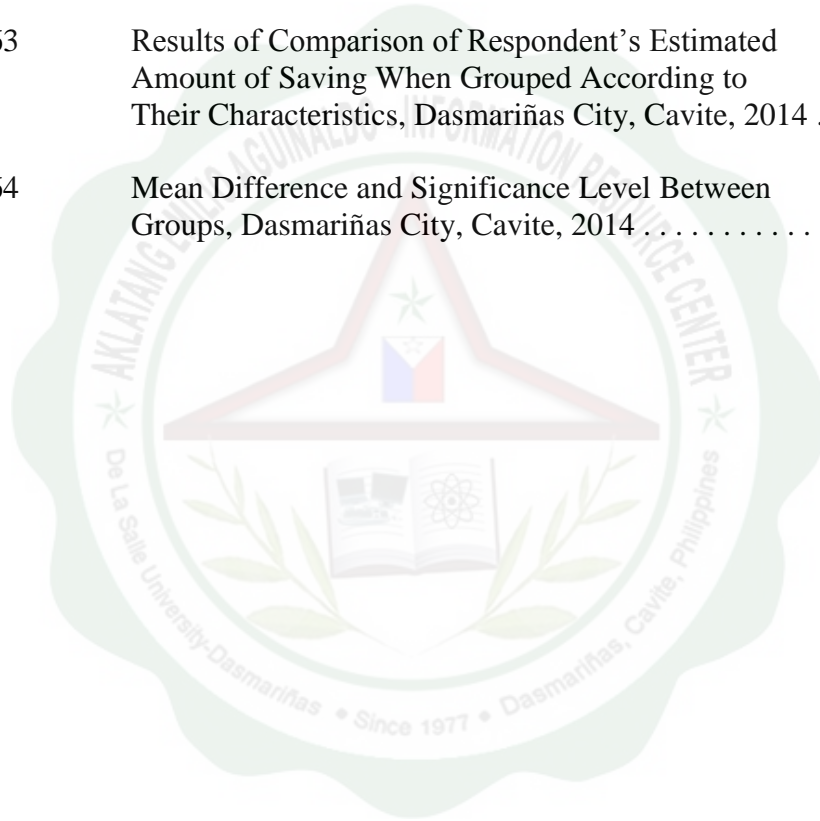 63 Results of Comparison of Respondent's Estimated
Amount of Saving When Grouped According to
Their Characteristics, Dasmariñas City, Cavite, 2014 .
64 Mean Difference and Significance Level Between
Groups, Dasmariñas City, Cavite, 2014 . . . . . . . . . . .
AKLATANG EMILIO AGUINALDO - INFORMATION RESOURCE CENTER
De La Salle University-Dasmariñas • Since 1977 • Dasmariñas, Cavite, Philippines